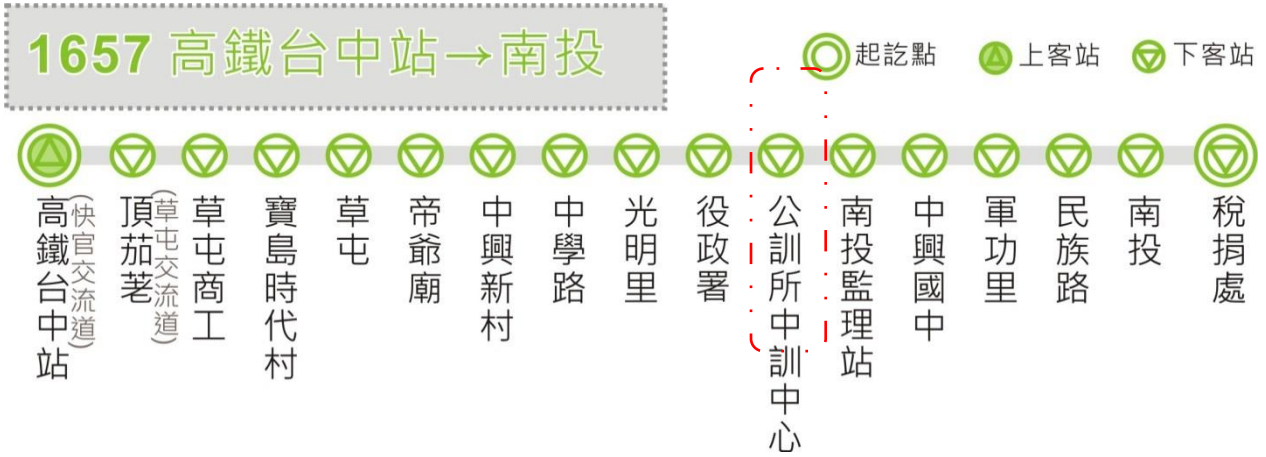 1657 高鐵台中站→南投
起訖點
上客站
下客站
高鐵台中站
(快官交流道)
頂茄荖
(草屯交流道)
草屯商工
寶島時代村
草屯
帝爺廟
中興新村
中學路
光明里
役政署
公訓所中訓中心
南投監理站
中興國中
軍功里
民族路
南投
稅捐處